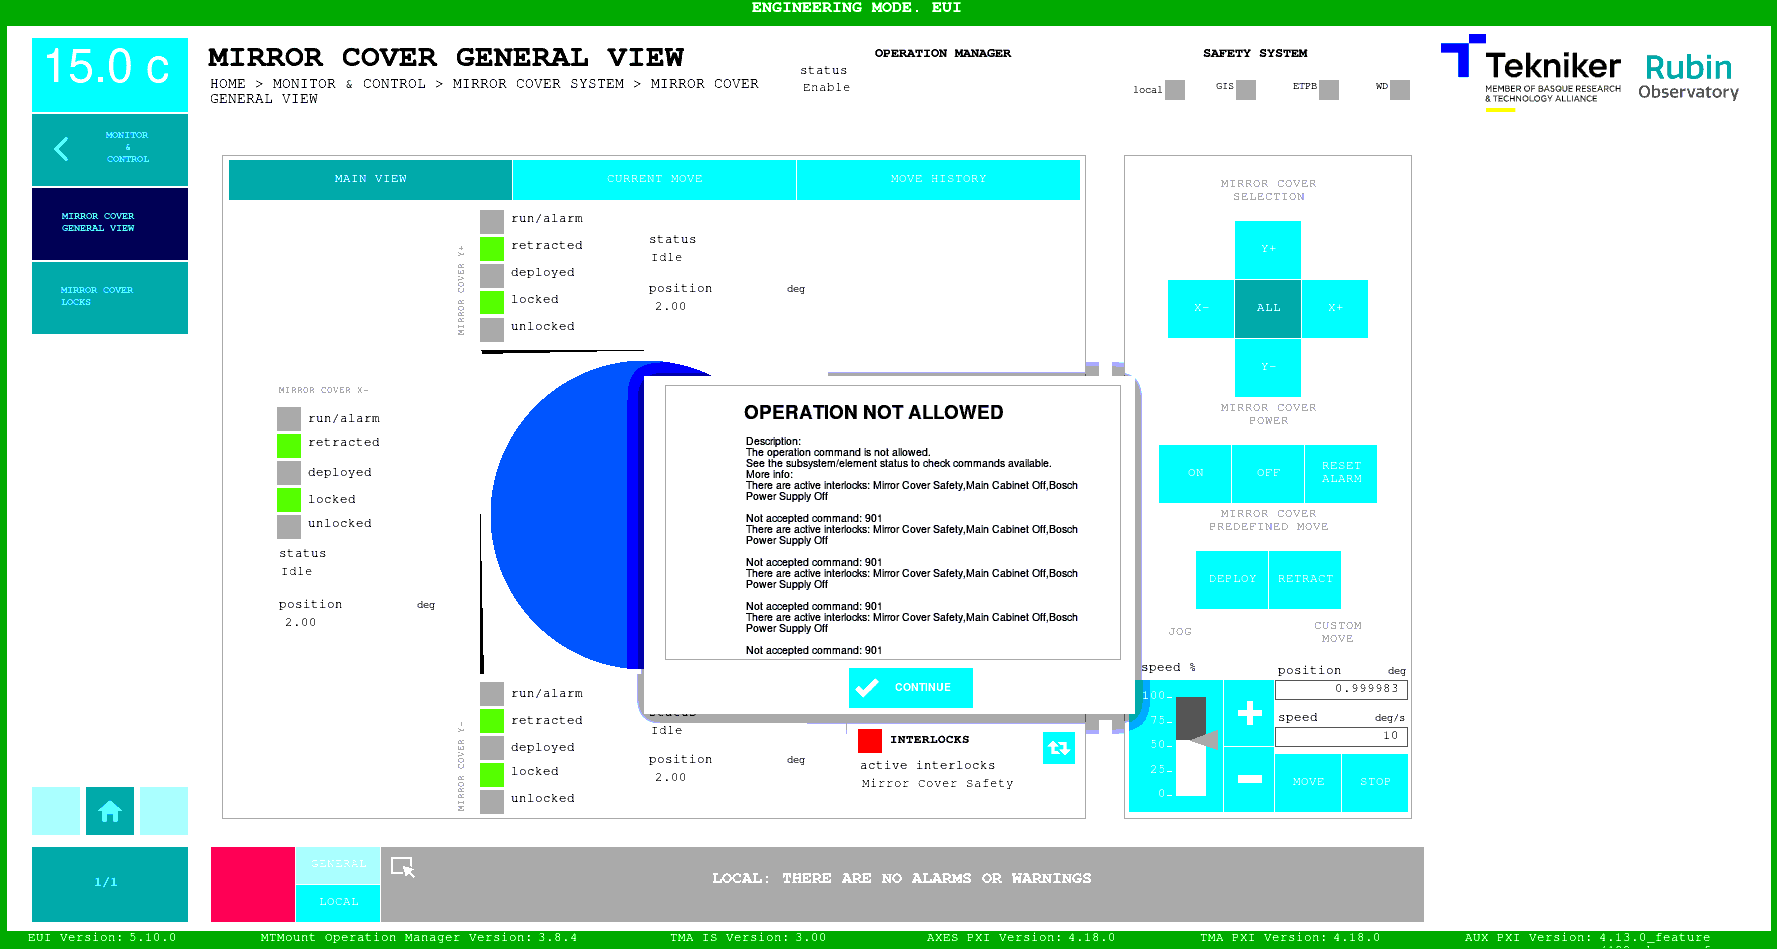 ENGINEERING MODE. EUI
15.0 c
MIRROR COVER GENERAL VIEW
HOME > MONITOR & CONTROL > MIRROR COVER SYSTEM > MIRROR COVER
GENERAL VIEW
OPERATION MANAGER
status
Enable
SAFETY SYSTEM
local
GIS
ETPB
WD
Tekniker
MEMBER OF BASQUE RESEARCH
& TECHNOLOGY ALLIANCE
Rubin
Observatory
MONITOR
&
CONTROL
MIRROR COVER
GENERAL VIEW
MIRROR COVER
LOCKS
MAIN VIEW
CURRENT MOVE
MOVE HISTORY
MIRROR COVER Y+
run/alarm
retracted
deployed
locked
unlocked
status
Idle
position
deg
2.00
MIRROR COVER X-
run/alarm
retracted
deployed
locked
unlocked
status
Idle
position
deg
2.00
OPERATION NOT ALLOWED
Description:
The operation command is not allowed.
See the subsystem/element status to check commands available.
More info:
There are active interlocks: Mirror Cover Safety,Main Cabinet Off,Bosch
Power Supply Off
Not accepted command: 901
There are active interlocks: Mirror Cover Safety,Main Cabinet Off,Bosch
Power Supply Off
Not accepted command: 901
There are active interlocks: Mirror Cover Safety,Main Cabinet Off,Bosch
Power Supply Off
Not accepted command: 901
There are active interlocks: Mirror Cover Safety,Main Cabinet Off,Bosch
Power Supply Off
Not accepted command: 901
CONTINUE
MIRROR COVER Y-
run/alarm
retracted
deployed
locked
unlocked
status
Idle
position
deg
2.00
INTERLOCKS
active interlocks
Mirror Cover Safety
MIRROR COVER
SELECTION
Y+
X-
ALL
X+
Y-
MIRROR COVER
POWER
ON
OFF
RESET
ALARM
MIRROR COVER
PREDEFINED MOVE
DEPLOY
RETRACT
JOG
CUSTOM
MOVE
speed %
100
75
50
25
0
position
deg
0.999983
speed
deg/s
10
MOVE
STOP
1/1
GENERAL
LOCAL
LOCAL: THERE ARE NO ALARMS OR WARNINGS
EUI Version: 5.10.0
MTMount Operation Manager Version: 3.8.4
TMA IS Version: 3.00
AXES PXI Version: 4.18.0
TMA PXI Version: 4.18.0
AUX PXI Version: 4.13.0_feature